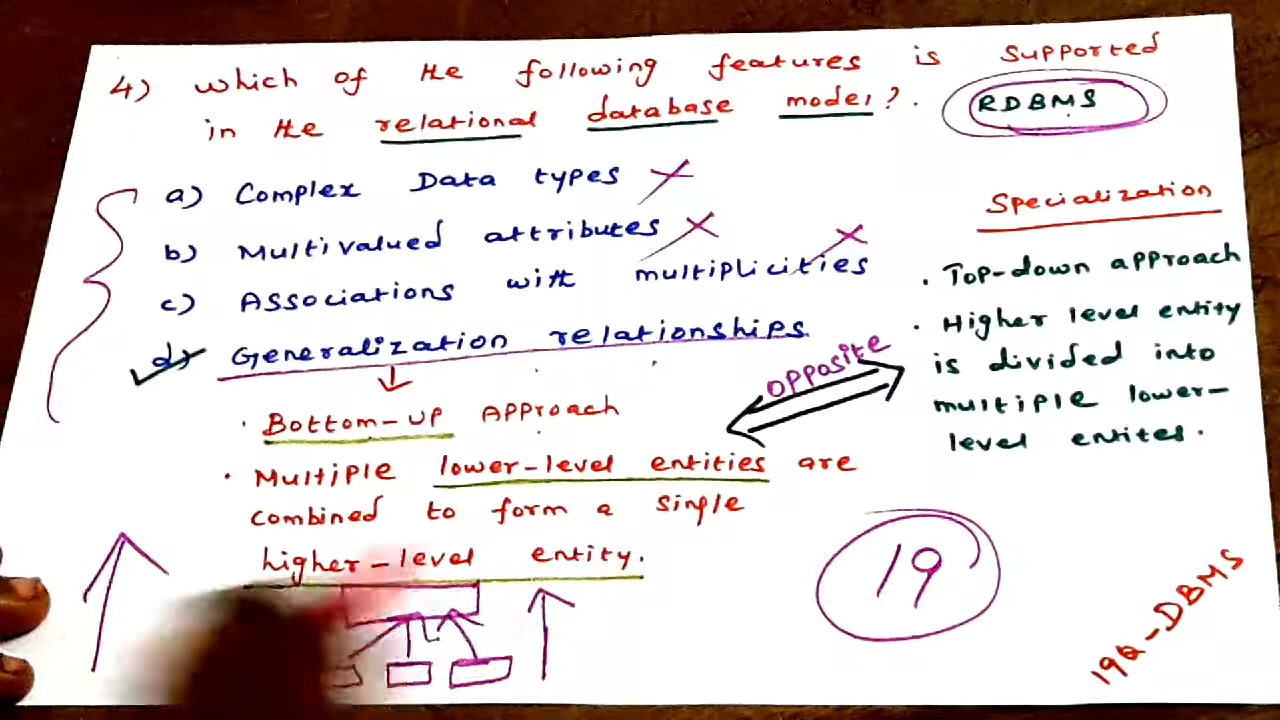 4) which of the following features is supported
in the relational database model?. RDBMS
a) Complex Data types
b) Multivalued attributes
c) Associations with multiplicities
d) Generalization relationships
. Bottom-up Approach
. Multiple lower-level entities are
combined to form a single
higher-level entity.
opposite
Specialization
. Top-down approach
. Higher level entity
is divided into
multiple lower-
level entites.
19
19Q-DBMS